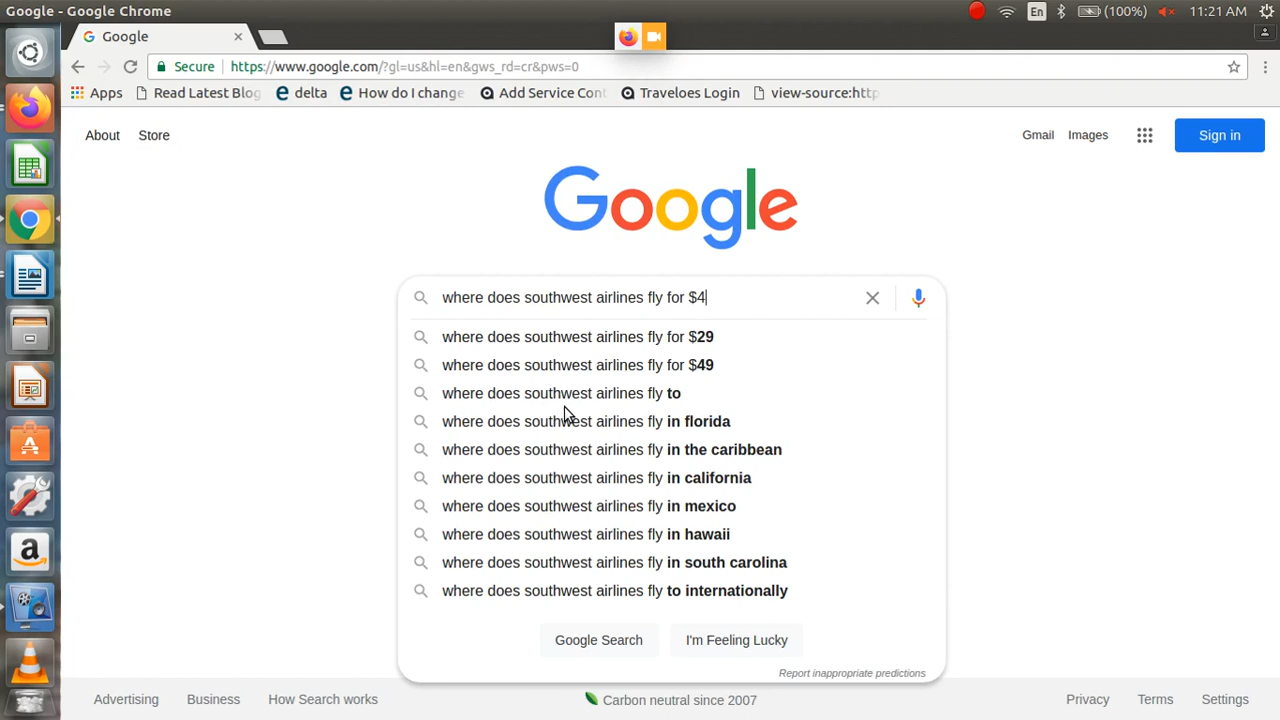 Google - Google Chrome
En (100%) 11:21 AM
Google
Secure https://www.google.com/?gl=us&hl=en&gws_rd=cr&pws=0
Apps Read Latest Blog delta How do I change Add Service Cont Traveloes Login view-source:http
About Store Gmail Images Sign in
Google
where does southwest airlines fly for $4
where does southwest airlines fly for $29
where does southwest airlines fly for $49
where does southwest airlines fly to
where does southwest airlines fly in florida
where does southwest airlines fly in the caribbean
where does southwest airlines fly in california
where does southwest airlines fly in mexico
where does southwest airlines fly in hawaii
where does southwest airlines fly in south carolina
where does southwest airlines fly to internationally
Google Search I'm Feeling Lucky
Report inappropriate predictions
Advertising Business How Search works Carbon neutral since 2007 Privacy Terms Settings